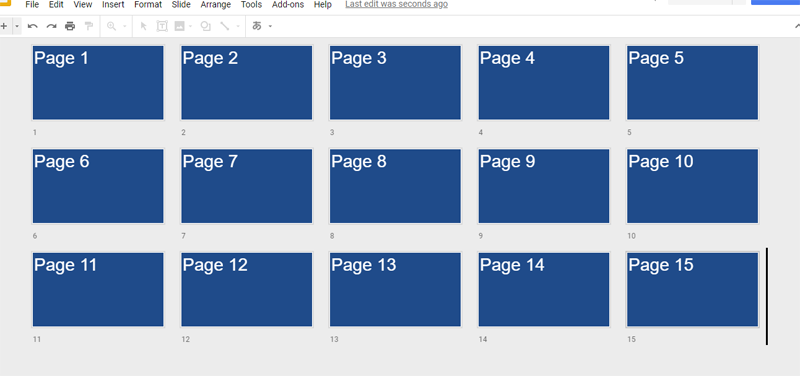 File Edit View Insert Format Slide Arrange Tools Add-ons Help Last edit was seconds ago
あ
Page 1 Page 2 Page 3 Page 4 Page 5
1 2 3 4 5
Page 6 Page 7 Page 8 Page 9 Page 10
6 7 8 9 10
Page 11 Page 12 Page 13 Page 14 Page 15
11 12 13 14 15